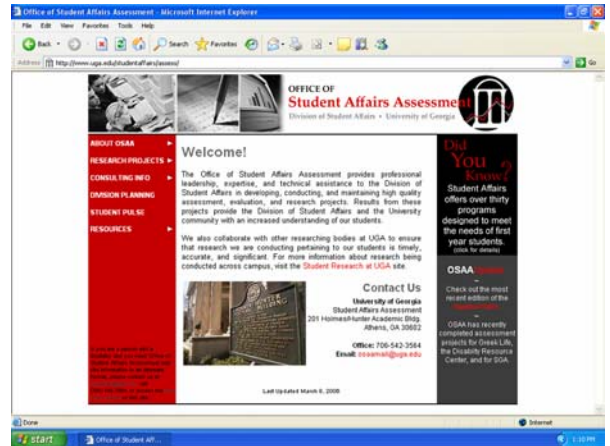 Office of Student Affairs Assessment - Microsoft Internet Explorer
File Edit View Favorites Tools Help
Back Search Favorites
Address http://www.uga.edu/studentaffairs/assess/ Go
OFFICE OF
Student Affairs Assessment
Division of Student Affairs • University of Georgia
ABOUT OSAA
RESEARCH PROJECTS
CONSULTING INFO
DIVISION PLANNING
STUDENT PULSE
RESOURCES
Welcome!
The Office of Student Affairs Assessment provides professional
leadership, expertise, and technical assistance to the Division of
Student Affairs in developing, conducting, and maintaining high quality
assessment, evaluation, and research projects. Results from these
projects provide the Division of Student Affairs and the University
community with an increased understanding of our students.
We also collaborate with other researching bodies at UGA to ensure
that research we are conducting pertaining to our students is timely,
accurate, and significant. For more information about research being
conducted across campus, visit the Student Research at UGA site.
HUNTER
Contact Us
University of Georgia
Student Affairs Assessment
201 Holmes/Hunter Academic Bldg.
Athens, GA 30602
Office: 706-542-3564
Email: osaamail@uga.edu
Last Updated March 6, 2006
Did
You
Know?
Student Affairs
offers over thirty
programs
designed to meet
the needs of first
year students.
(click for details)
OSAA
Check out the most
recent edition of the
OSAA has recently
completed assessment
projects for Greek Life,
the Disability Resource
Center, and for SGA.
Done Internet
start Office of Student Aff... 1:10 PM